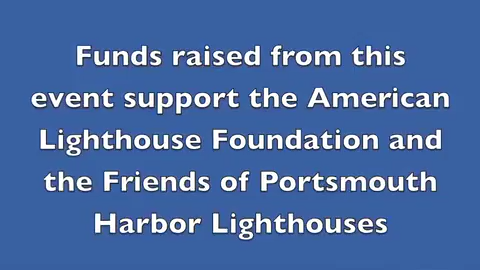 Funds raised from this
event support the American
Lighthouse Foundation and
the Friends of Portsmouth
Harbor Lighthouses